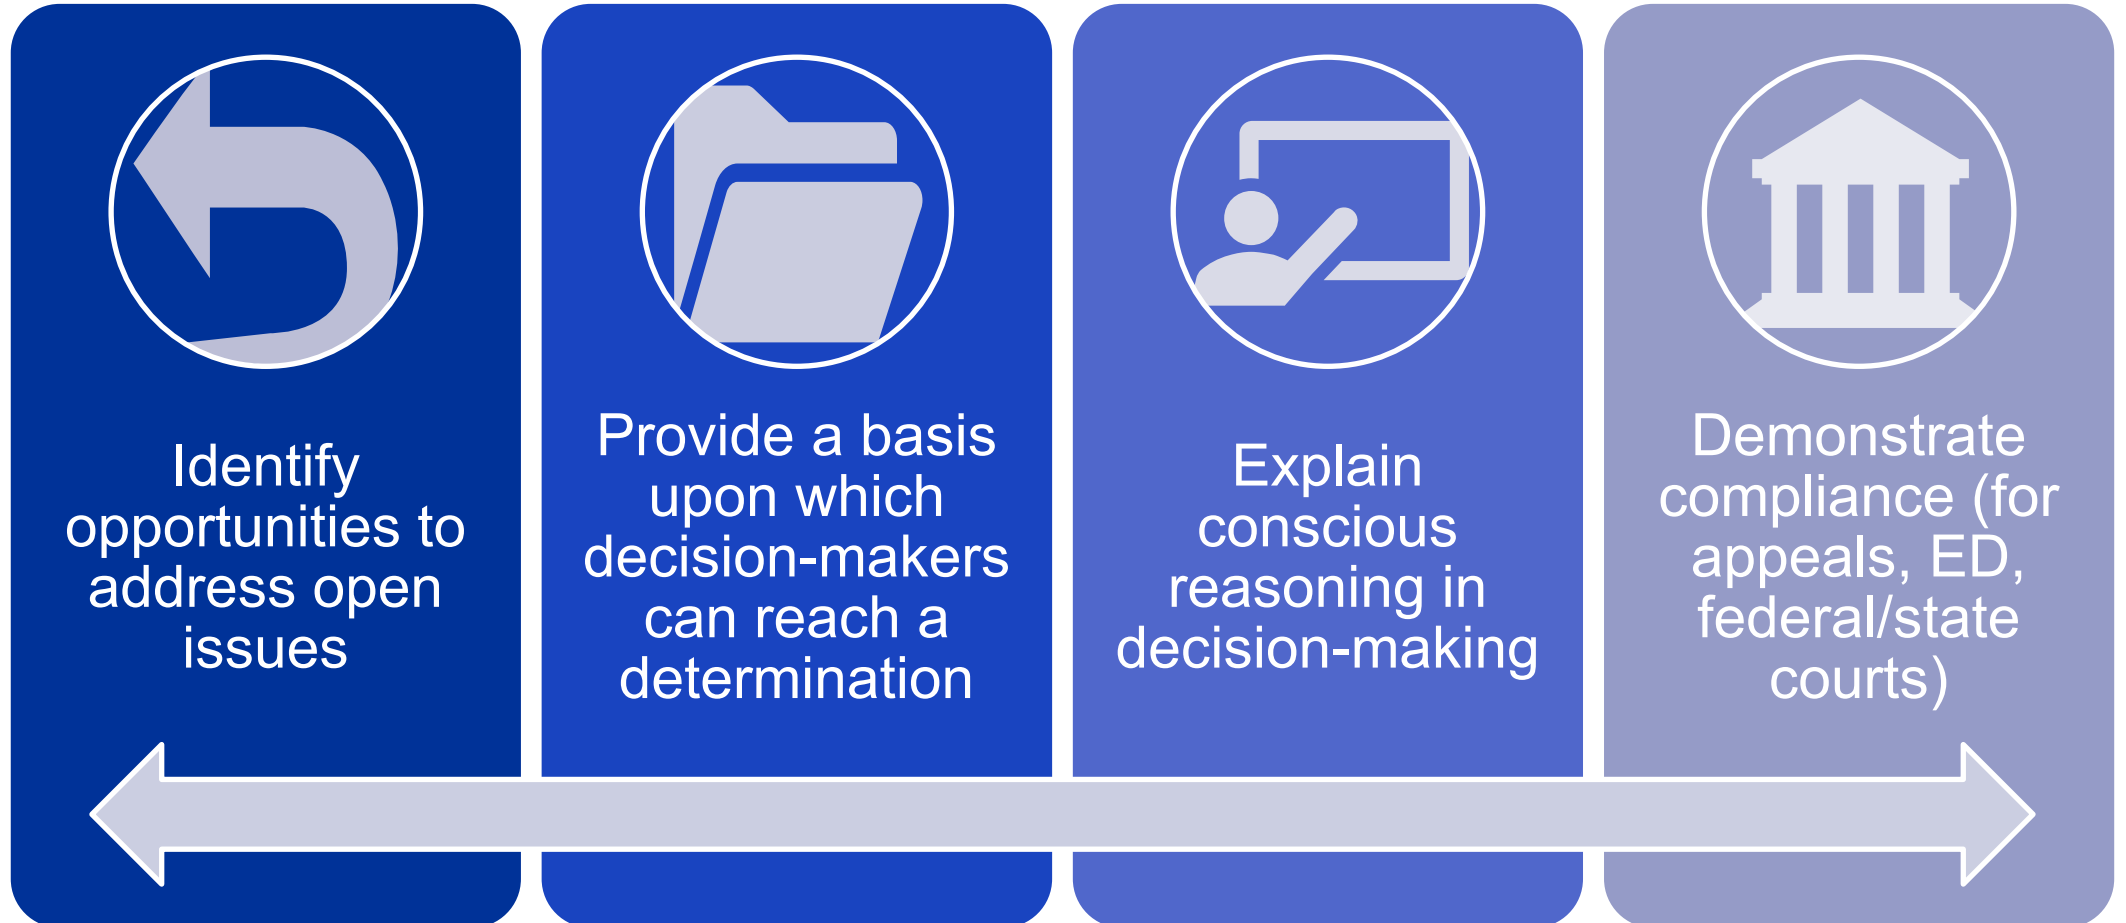 Identify
opportunities to
address open
issues
Provide a basis
upon which
decision-makers
can reach a
determination
Explain
conscious
reasoning in
decision-making
Demonstrate
compliance (for
appeals, ED,
federal/state
courts)